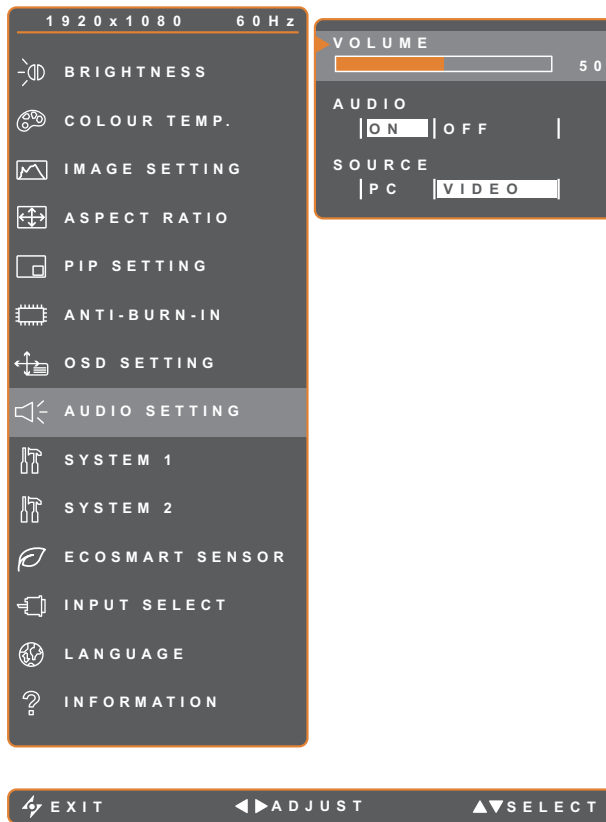 1920x1080 60Hz
BRIGHTNESS
COLOUR TEMP.
IMAGE SETTING
ASPECT RATIO
PIP SETTING
ANTI-BURN-IN
OSD SETTING
AUDIO SETTING
SYSTEM 1
SYSTEM 2
ECOSMART SENSOR
INPUT SELECT
LANGUAGE
INFORMATION
VOLUME
50
AUDIO
ON OFF
SOURCE
PC VIDEO
EXIT ADJUST SELECT